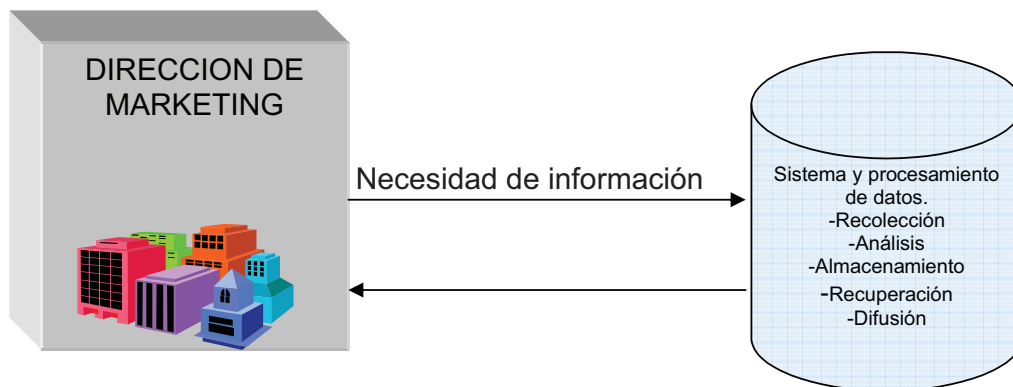 DIRECCION DE
MARKETING
Necesidad de información
Sistema y procesamiento
de datos.
-Recolección
-Análisis
-Almacenamiento
-Recuperación
-Difusión